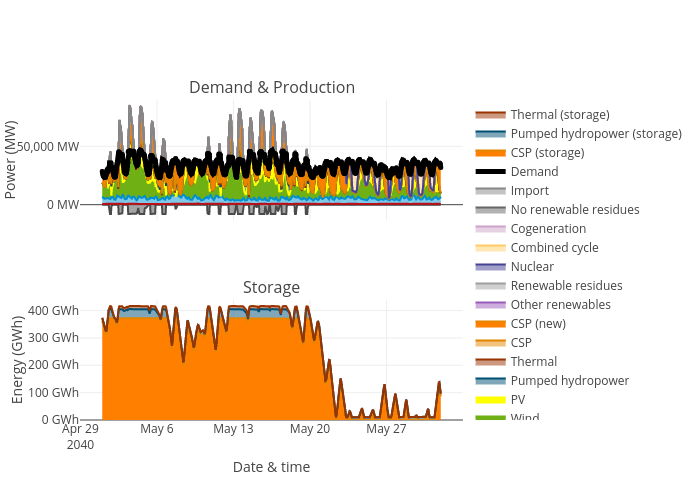 Demand & Production
Power (MW)
50,000 MW
0 MW
Storage
Energy (GWh)
400 GWh
300 GWh
200 GWh
100 GWh
0 GWh
Apr 29
2040
May 6
May 13
May 20
May 27
Date & time
Thermal (storage)
Pumped hydropower (storage)
CSP (storage)
Demand
Import
No renewable residues
Cogeneration
Combined cycle
Nuclear
Renewable residues
Other renewables
CSP (new)
CSP
Thermal
Pumped hydropower
PV
Wind